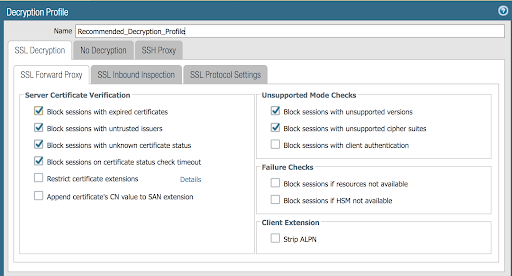 Decryption Profile
Name Recommended_Decryption_Profile
SSL Decryption No Decryption SSH Proxy
SSL Forward Proxy SSL Inbound Inspection SSL Protocol Settings
Server Certificate Verification
Block sessions with expired certificates
Block sessions with untrusted issuers
Block sessions with unknown certificate status
Block sessions on certificate status check timeout
Restrict certificate extensions Details
Append certificate's CN value to SAN extension
Unsupported Mode Checks
Block sessions with unsupported versions
Block sessions with unsupported cipher suites
Block sessions with client authentication
Failure Checks
Block sessions if resources not available
Block sessions if HSM not available
Client Extension
Strip ALPN